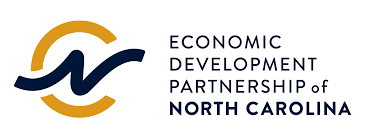 ECONOMIC
DEVELOPMENT
PARTNERSHIP of
NORTH CAROLINA